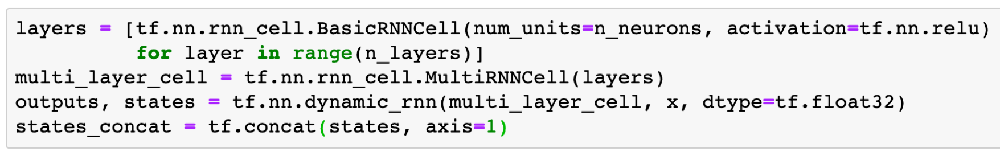 layers = [tf.nn.rnn_cell.BasicRNNCell(num_units=n_neurons, activation=tf.nn.relu)
          for layer in range(n_layers)]
multi_layer_cell = tf.nn.rnn_cell.MultiRNNCell(layers)
outputs, states = tf.nn.dynamic_rnn(multi_layer_cell, x, dtype=tf.float32)
states_concat = tf.concat(states, axis=1)